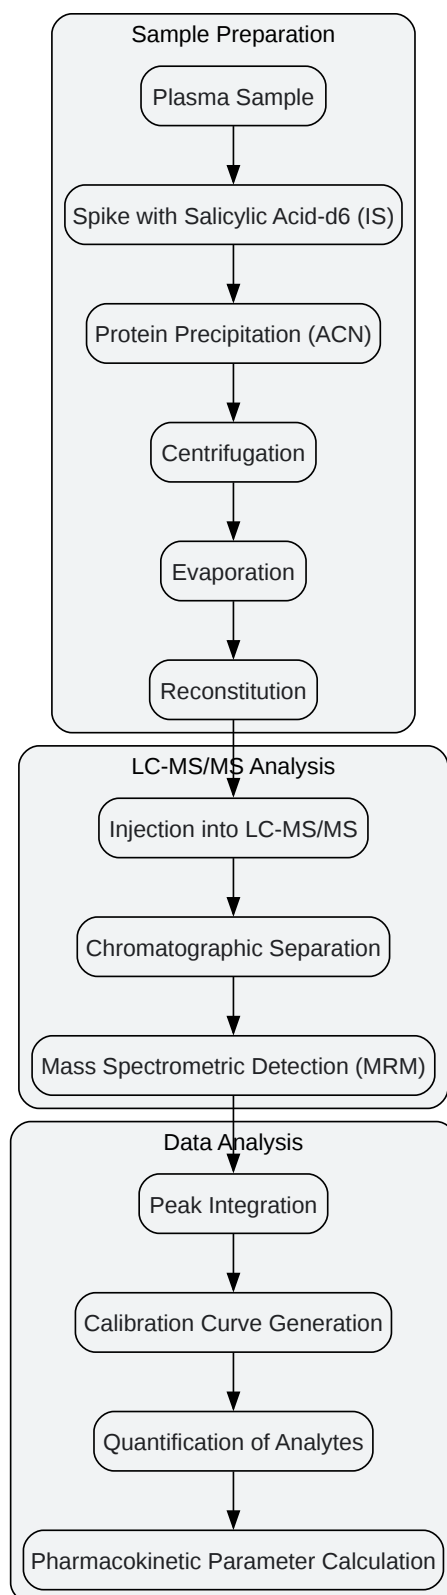 Sample Preparation
Plasma Sample
Spike with Salicylic Acid-d6 (IS)
Protein Precipitation (ACN)
Centrifugation
Evaporation
Reconstitution
LC-MS/MS Analysis
Injection into LC-MS/MS
Chromatographic Separation
Mass Spectrometric Detection (MRM)
Data Analysis
Peak Integration
Calibration Curve Generation
Quantification of Analytes
Pharmacokinetic Parameter Calculation